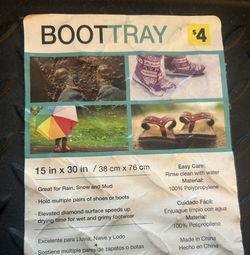 BOOTTRAY
$4
15 in x 30 in / 38 cm x 76 cm
· Great for Rain, Snow and Mud
· Hold multiple pairs of shoes or boots
· Elevated diamond surface speeds up
drying time for wet and grimy footwear
Easy Care:
Rinse clean with water
Material:
100% Polypropylene
Cuidado Fácil:
Enjuague limpio con agua
Material:
100% Polipropileno
· Excelente para Lluvia, Nieve y Lodo
· Sostiene múltiples pares de zapatos o botas
Made in China
Hecho en China